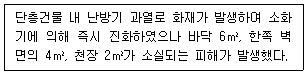 단층건물 내 난방기 과열로 화재가 발생하여 소화
기에 의해 즉시 진화하였으나 바닥 6㎡, 한쪽 벽
면의 4㎡, 천장 2㎡가 소실되는 피해가 발생했다.